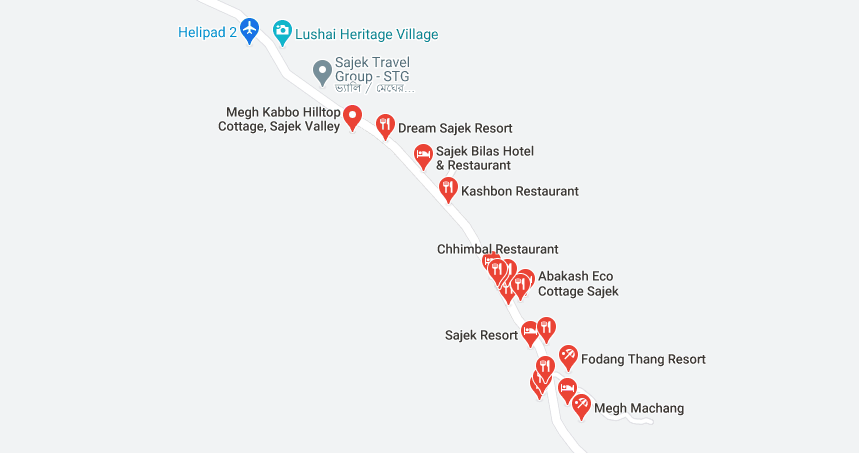 Helipad 2
Lushai Heritage Village
Sajek Travel
Group - STG
ভ্যালি / মেঘের...
Megh Kabbo Hilltop
Cottage, Sajek Valley
Dream Sajek Resort
Sajek Bilas Hotel
& Restaurant
Kashbon Restaurant
Chhimbal Restaurant
Abakash Eco
Cottage Sajek
Sajek Resort
Fodang Thang Resort
Megh Machang